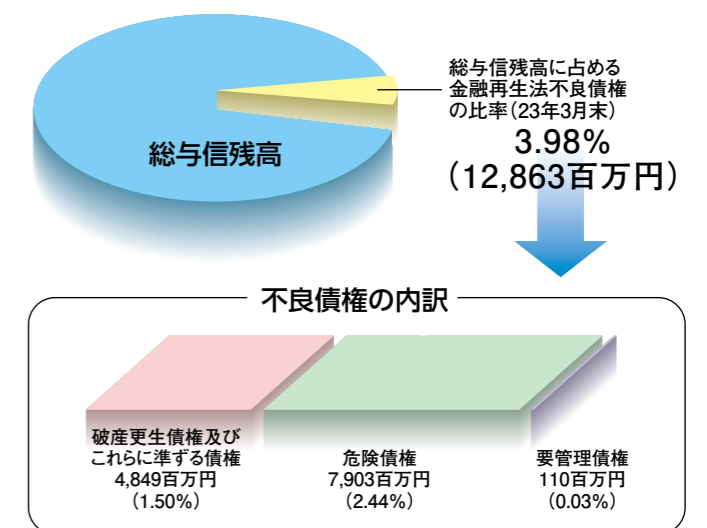 総与信残高に占める
金融再生法不良債権
の比率（23年3月末）
3.98%
（12,863百万円）
総与信残高
不良債権の内訳
破産更生債権及び
これらに準ずる債権
4,849百万円
（1.50%）
危険債権
7,903百万円
（2.44%）
要管理債権
110百万円
（0.03%）